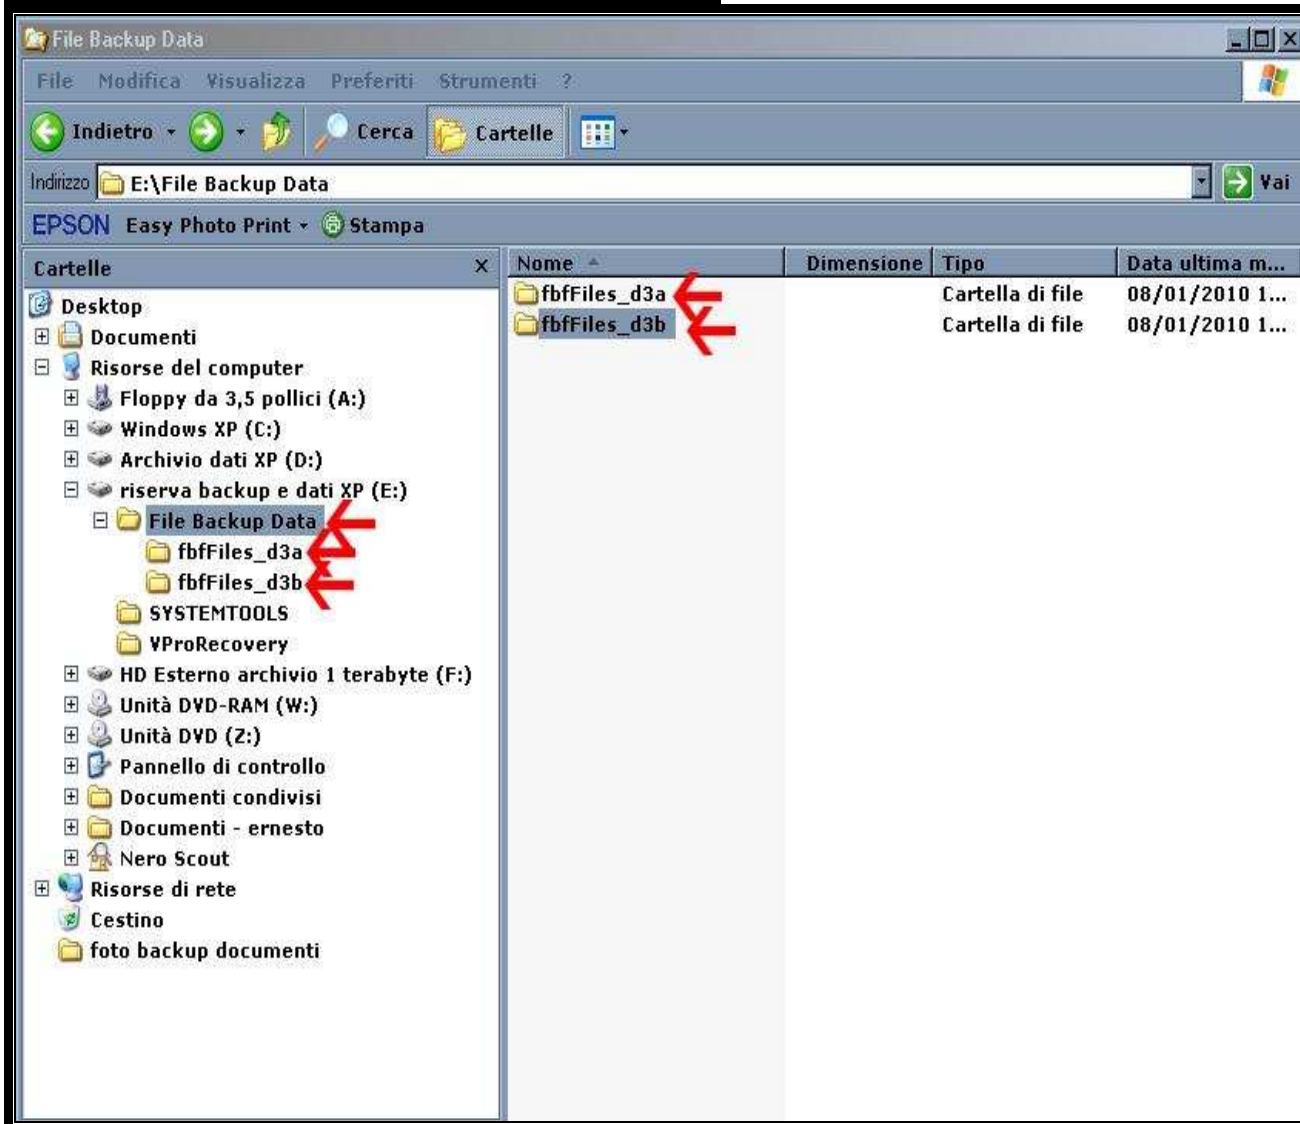 File Backup Data
File Modifica Visualizza Preferiti Strumenti ?
Indietro Cerca Cartelle
Indirizzo E:\File Backup Data Vai
EPSON Easy Photo Print Stampa
Cartelle x
Nome Dimensione Tipo Data ultima m...
fbfFiles_d3a Cartella di file 08/01/2010 1...
fbfFiles_d3b Cartella di file 08/01/2010 1...
Desktop
Documenti
Risorse del computer
Floppy da 3,5 pollici (A:)
Windows XP (C:)
Archivio dati XP (D:)
riserva backup e dati XP (E:)
File Backup Data
fbfFiles_d3a
fbfFiles_d3b
SYSTEMTOOLS
VProRecovery
HD Esterno archivio 1 terabyte (F:)
Unità DVD-RAM (W:)
Unità DVD (Z:)
Pannello di controllo
Documenti condivisi
Documenti - ernesto
Nero Scout
Risorse di rete
Cestino
foto backup documenti